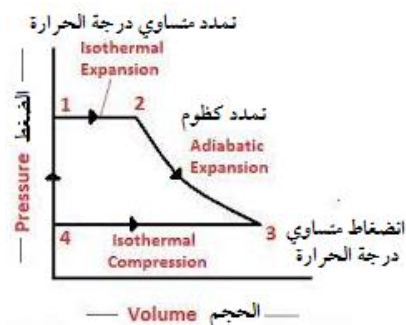 تمدد متساوي درجة الحرارة
Isothermal
Expansion
1
2
تمدد كظوم
Adiabatic
Expansion
— Pressure الضغط —
4
Isothermal
Compression
3
انضغاط متساوي
درجة الحرارة
— Volume الحجم —